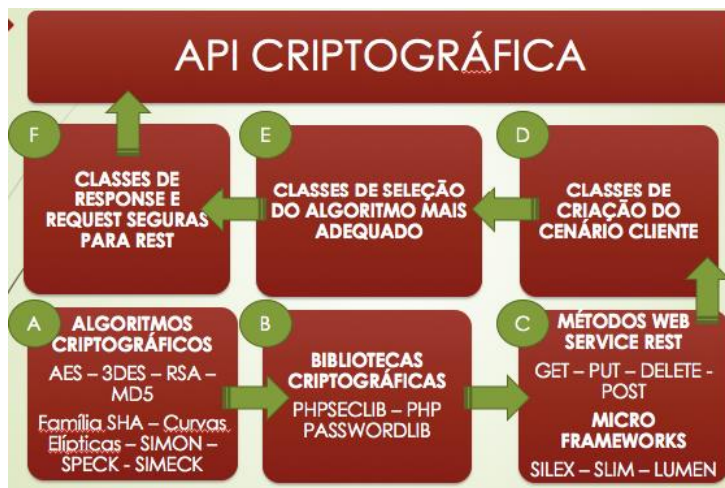 API CRIPTOGRÁFICA
F
CLASSES DE
RESPONSE E
REQUEST SEGURAS
PARA REST
E
CLASSES DE SELEÇÃO
DO ALGORITMO MAIS
ADEQUADO
D
CLASSES DE
CRIAÇÃO DO
CENÁRIO CLIENTE
A
ALGORITMOS
CRIPTOGRÁFICOS
AES – 3DES – RSA –
MD5
Família SHA – Curvas
Elípticas – SIMON –
SPECK - SIMECK
B
BIBLIOTECAS
CRIPTOGRÁFICAS
PHPSECLIB – PHP
PASSWORDLIB
C
MÉTODOS WEB
SERVICE REST
GET – PUT – DELETE -
POST
MICRO
FRAMEWORKS
SILEX – SLIM – LUMEN